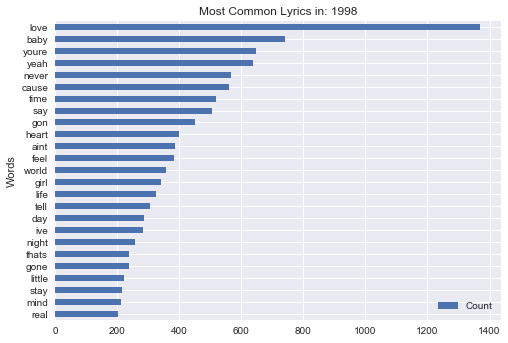 Most Common Lyrics in: 1998
Words
love
baby
youre
yeah
never
cause
time
say
gon
heart
aint
feel
world
girl
life
tell
day
ive
night
thats
gone
little
stay
mind
real
Count
0 200 400 600 800 1000 1200 1400